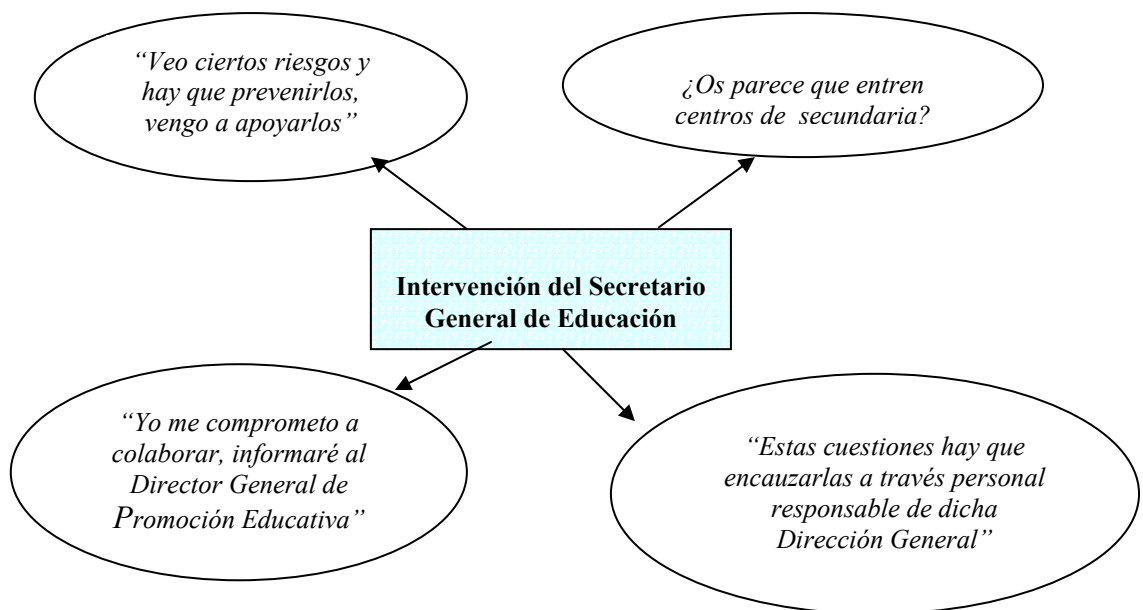 “Veo ciertos riesgos y
hay que prevenirlos,
vengo a apoyarlos”
¿Os parece que entren
centros de secundaria?
Intervención del Secretario
General de Educación
“Yo me comprometo a
colaborar, informaré al
Director General de
Promoción Educativa”
“Estas cuestiones hay que
encauzarlas a través personal
responsable de dicha
Dirección General”